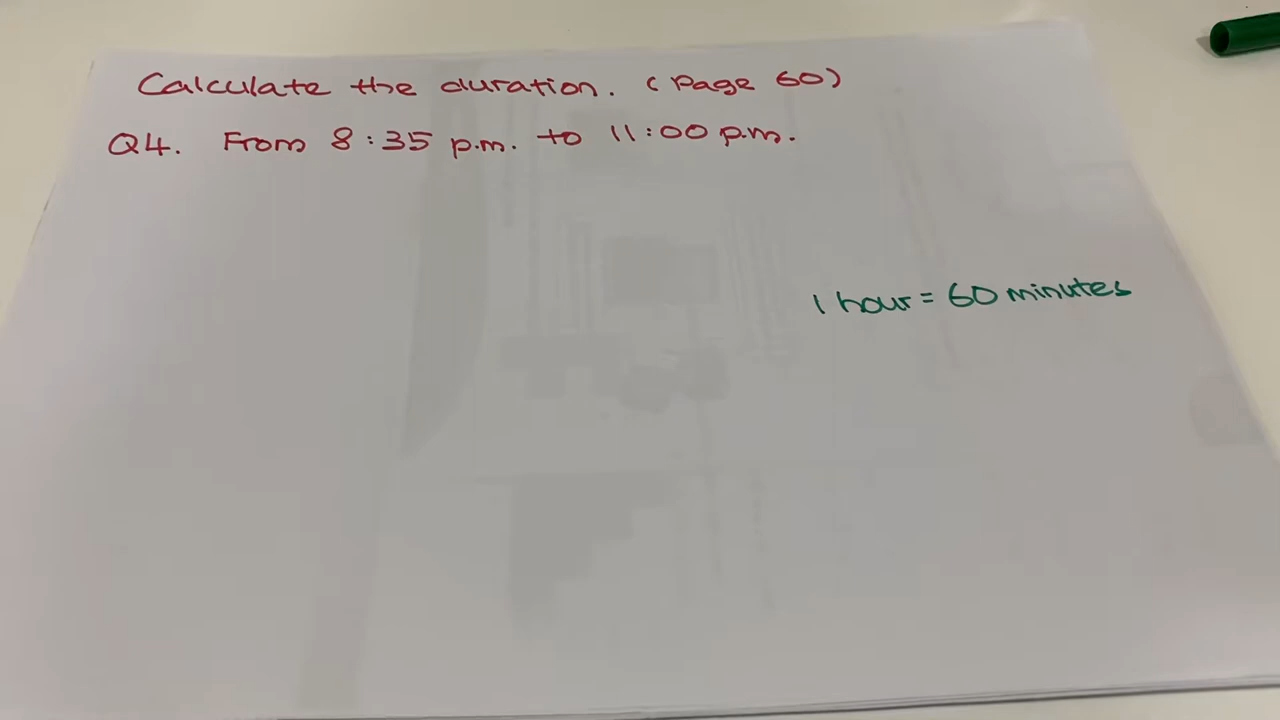 Calculate the duration. (Page 60)
Q4. From 8:35 p.m. to 11:00 p.m.
1 hour = 60 minutes